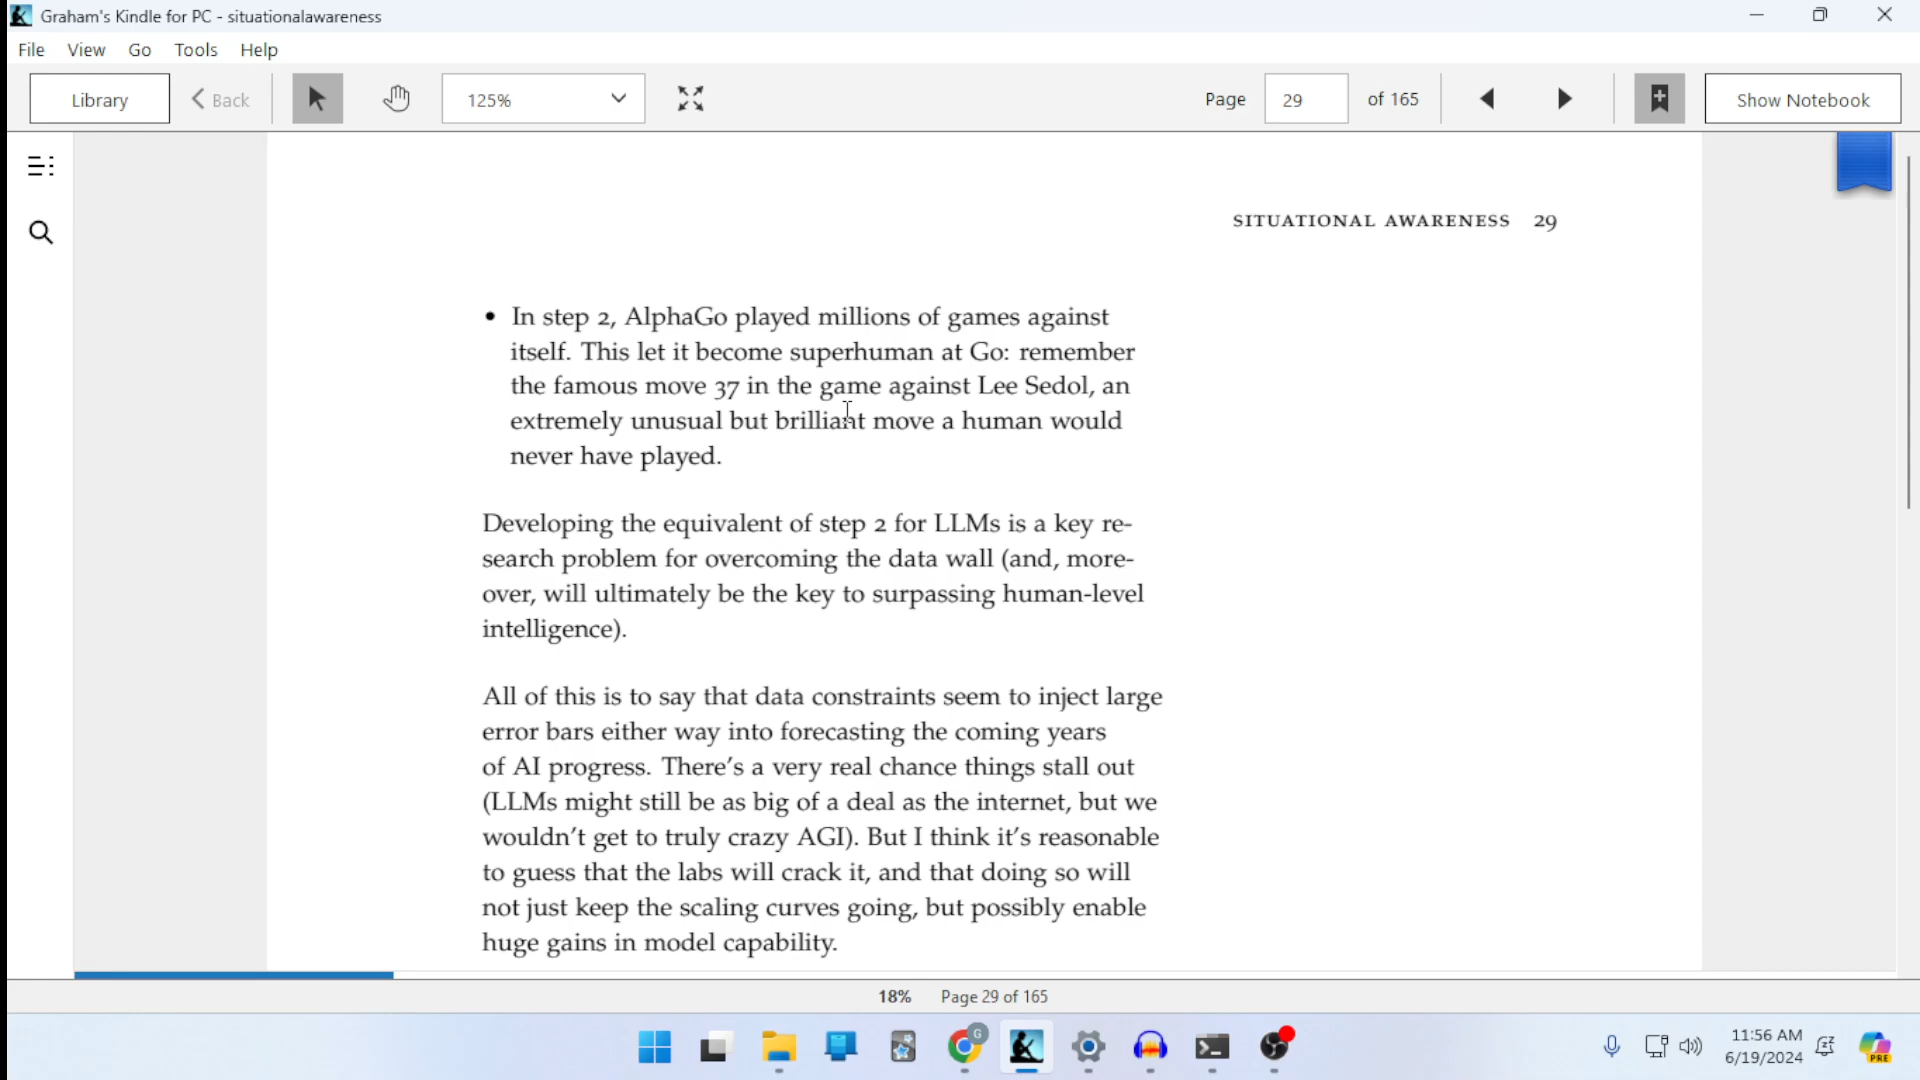 Graham's Kindle for PC - situationalawareness
File View Go Tools Help
Library Back 125% Page 29 of 165 Show Notebook
SITUATIONAL AWARENESS 29
• In step 2, AlphaGo played millions of games against
itself. This let it become superhuman at Go: remember
the famous move 37 in the game against Lee Sedol, an
extremely unusual but brilliant move a human would
never have played.
Developing the equivalent of step 2 for LLMs is a key re-
search problem for overcoming the data wall (and, more-
over, will ultimately be the key to surpassing human-level
intelligence).
All of this is to say that data constraints seem to inject large
error bars either way into forecasting the coming years
of AI progress. There's a very real chance things stall out
(LLMs might still be as big of a deal as the internet, but we
wouldn't get to truly crazy AGI). But I think it's reasonable
to guess that the labs will crack it, and that doing so will
not just keep the scaling curves going, but possibly enable
huge gains in model capability.
18% Page 29 of 165
G
11:56 AM
6/19/2024
PRE